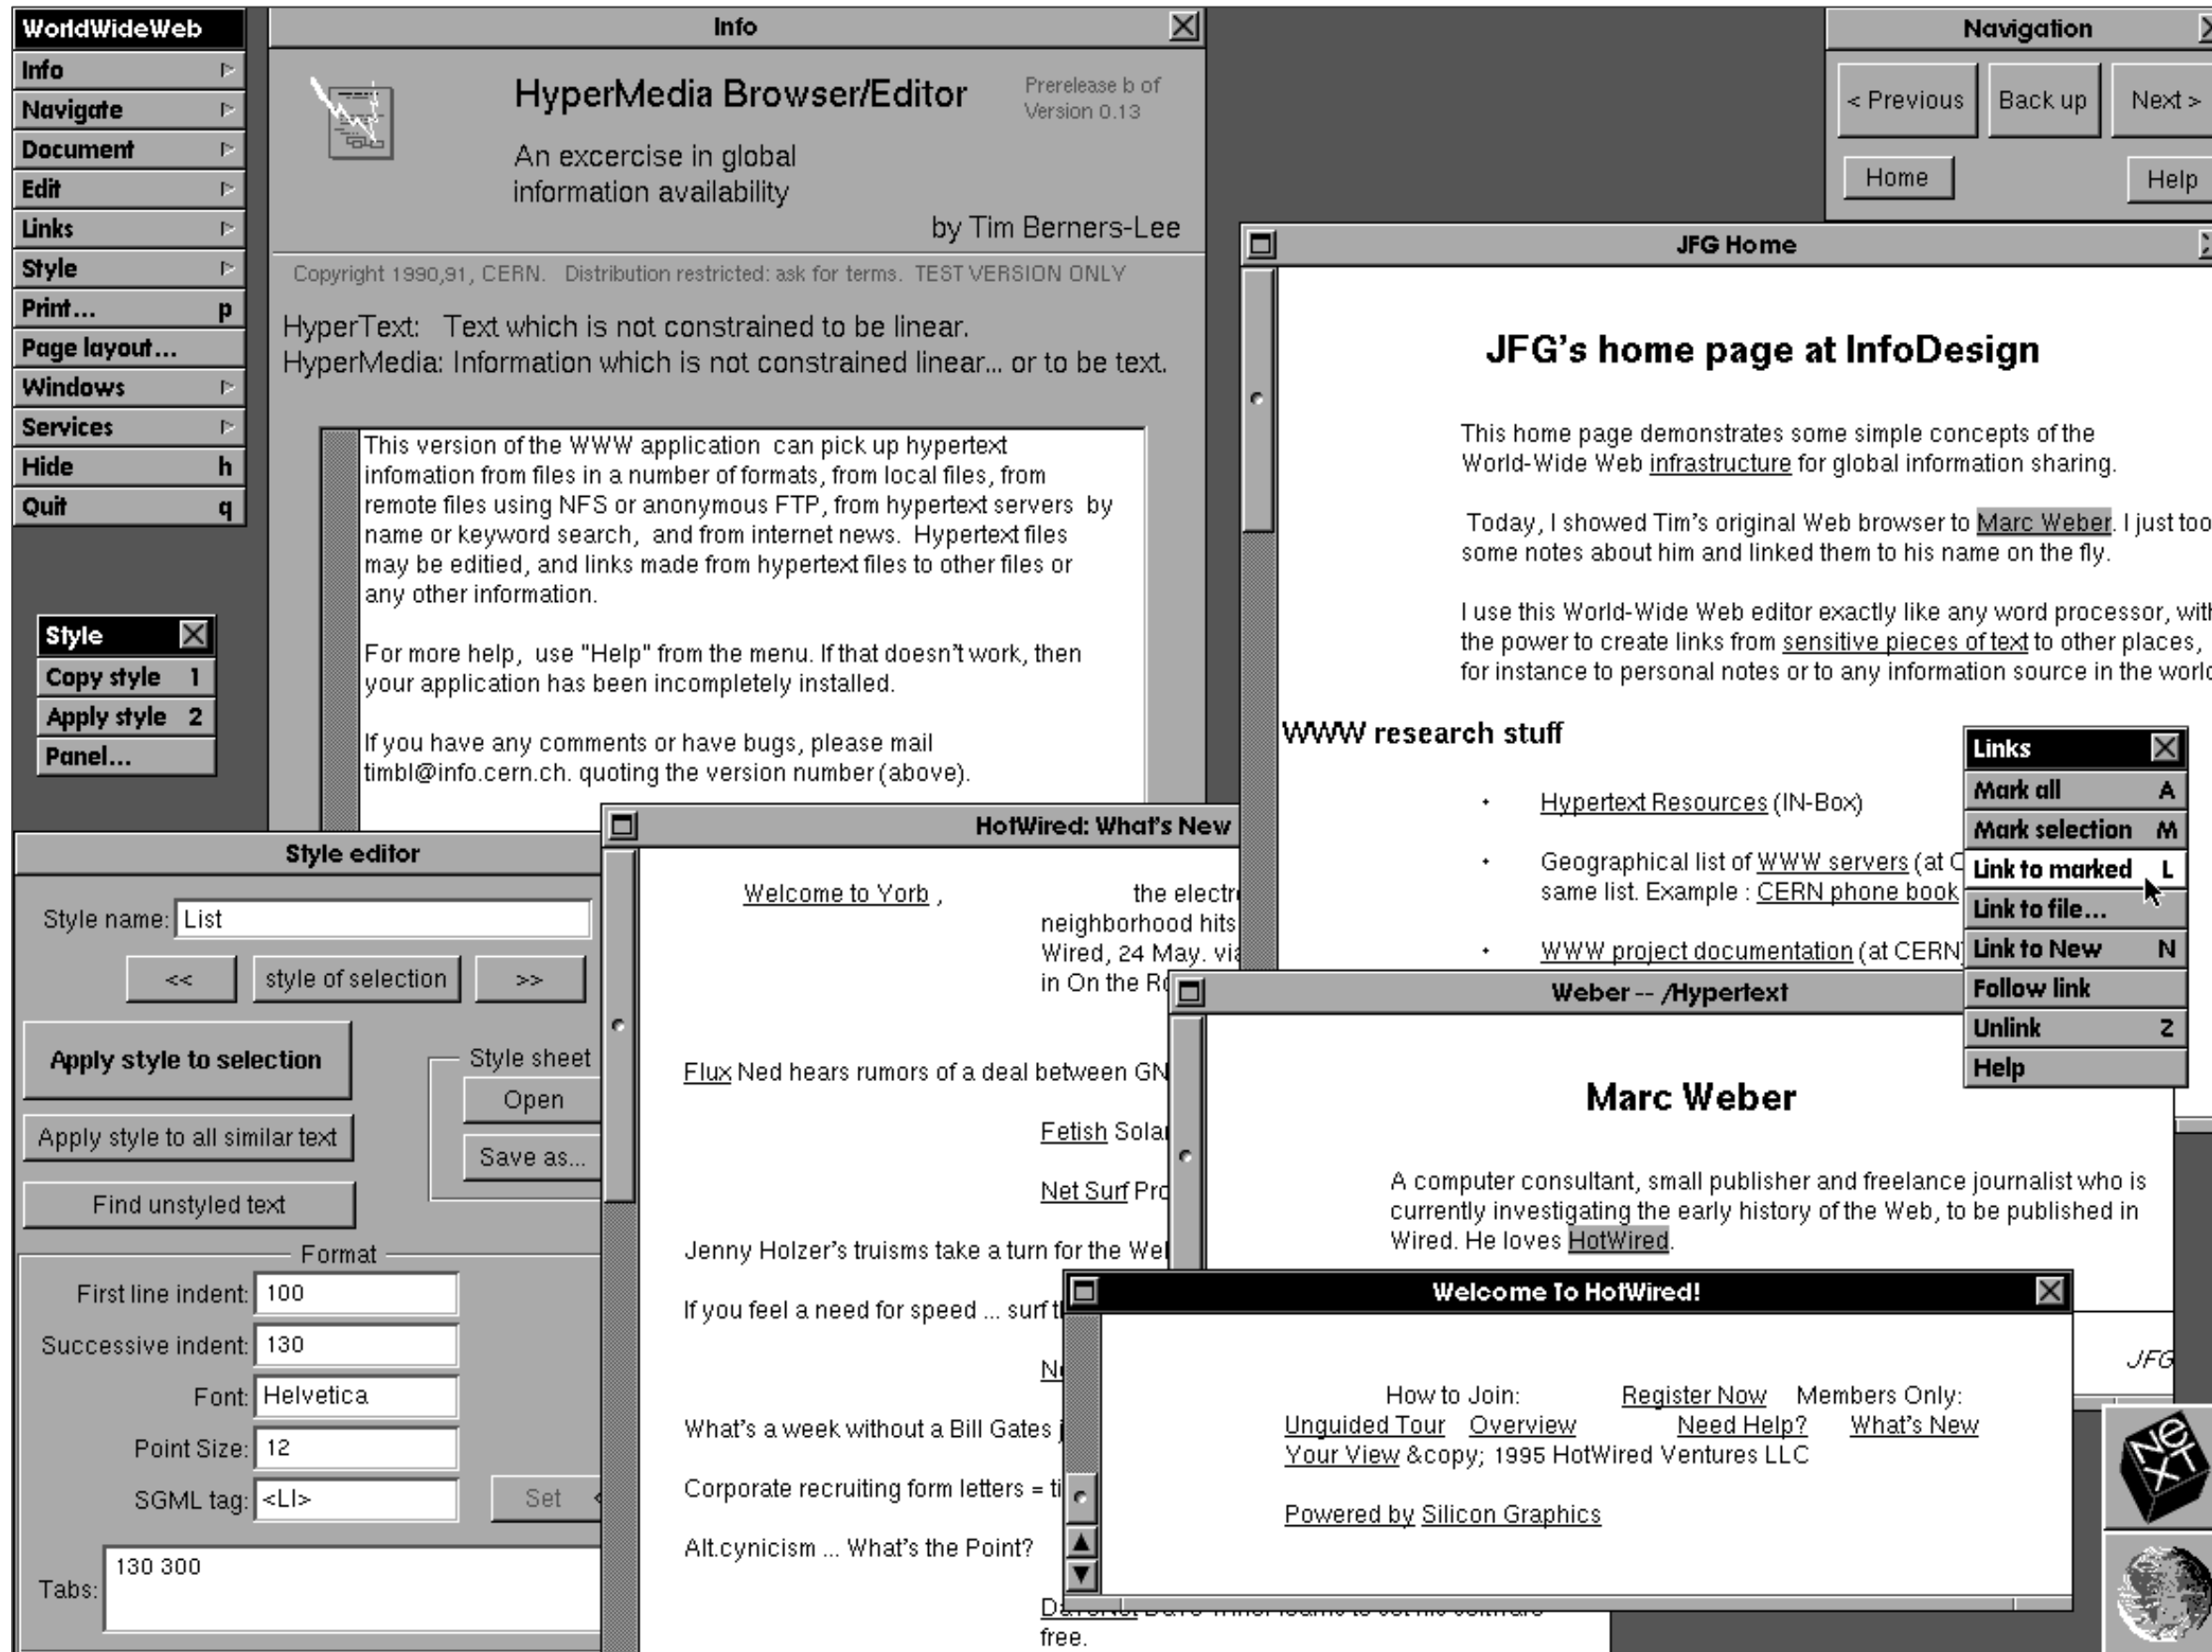 WorldWideWeb
Info
Navigate
Document
Edit
Links
Style
Print... p
Page layout...
Windows
Services
Hide h
Quit q
Style
Copy style 1
Apply style 2
Panel...
Info
HyperMedia Browser/Editor
Prerelease b of
Version 0.13
An excercise in global
information availability
by Tim Berners-Lee
Copyright 1990,91, CERN. Distribution restricted: ask for terms. TEST VERSION ONLY
HyperText: Text which is not constrained to be linear.
HyperMedia: Information which is not constrained linear... or to be text.
This version of the WWW application can pick up hypertext
infomation from files in a number of formats, from local files, from
remote files using NFS or anonymous FTP, from hypertext servers by
name or keyword search, and from internet news. Hypertext files
may be editied, and links made from hypertext files to other files or
any other information.
For more help, use "Help" from the menu. If that doesn't work, then
your application has been incompletely installed.
If you have any comments or have bugs, please mail
timbl@info.cern.ch. quoting the version number (above).
Navigation
< Previous Back up Next >
Home Help
JFG Home
JFG's home page at InfoDesign
This home page demonstrates some simple concepts of the
World-Wide Web infrastructure for global information sharing.
Today, I showed Tim's original Web browser to Marc Weber. I just too
some notes about him and linked them to his name on the fly.
I use this World-Wide Web editor exactly like any word processor, with
the power to create links from sensitive pieces of text to other places,
for instance to personal notes or to any information source in the world
WWW research stuff
• Hypertext Resources (IN-Box)
• Geographical list of WWW servers (at C
same list. Example : CERN phone book
• WWW project documentation (at CERN)
Links
Mark all A
Mark selection M
Link to marked L
Link to file...
Link to New N
Follow link
Unlink Z
Help
Style editor
Style name: List
<< style of selection >>
Apply style to selection
Apply style to all similar text
Find unstyled text
Style sheet
Open
Save as...
Format
First line indent: 100
Successive indent: 130
Font: Helvetica
Point Size: 12
SGML tag: <LI>
Set
Tabs: 130 300
HotWired: What's New
Welcome to Yorb , the electr
neighborhood hits
Wired, 24 May. via
in On the Ro
Flux Ned hears rumors of a deal between GN
Fetish Solar
Net Surf Pro
Jenny Holzer's truisms take a turn for the Wel
If you feel a need for speed ... surf th
What's a week without a Bill Gates j
Corporate recruiting form letters = ti
Alt.cynicism ... What's the Point?
free.
Weber -- /Hypertext
Marc Weber
A computer consultant, small publisher and freelance journalist who is
currently investigating the early history of the Web, to be published in
Wired. He loves HotWired.
JFG
Welcome To HotWired!
How to Join: Register Now Members Only:
Unguided Tour Overview Need Help? What's New
Your View &copy; 1995 HotWired Ventures LLC
Powered by Silicon Graphics
NeXT